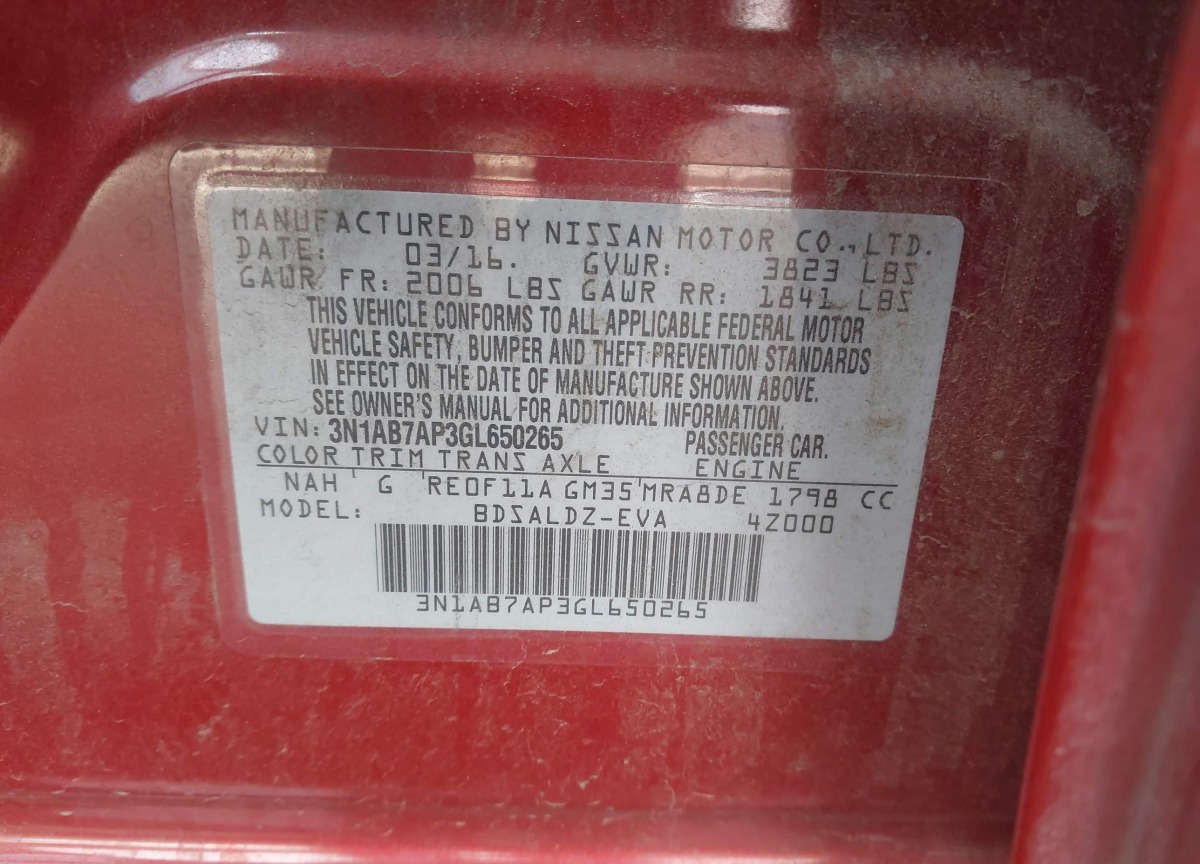 MANUFACTURED BY NISSAN MOTOR CO., LTD.
DATE: 03/16. GVWR: 3823 LBS
GAWR FR: 2006 LBS GAWR RR: 1841 LBS
THIS VEHICLE CONFORMS TO ALL APPLICABLE FEDERAL MOTOR
VEHICLE SAFETY, BUMPER AND THEFT PREVENTION STANDARDS
IN EFFECT ON THE DATE OF MANUFACTURE SHOWN ABOVE.
SEE OWNER'S MANUAL FOR ADDITIONAL INFORMATION.
VIN: 3N1AB7AP3GL650265 PASSENGER CAR.
COLOR TRIM TRANS AXLE ENGINE
NAH G RE0F11A GM35 MRA8DE 1798 CC
MODEL: BDSALDZ-EVA 4Z000
3N1AB7AP3GL650265